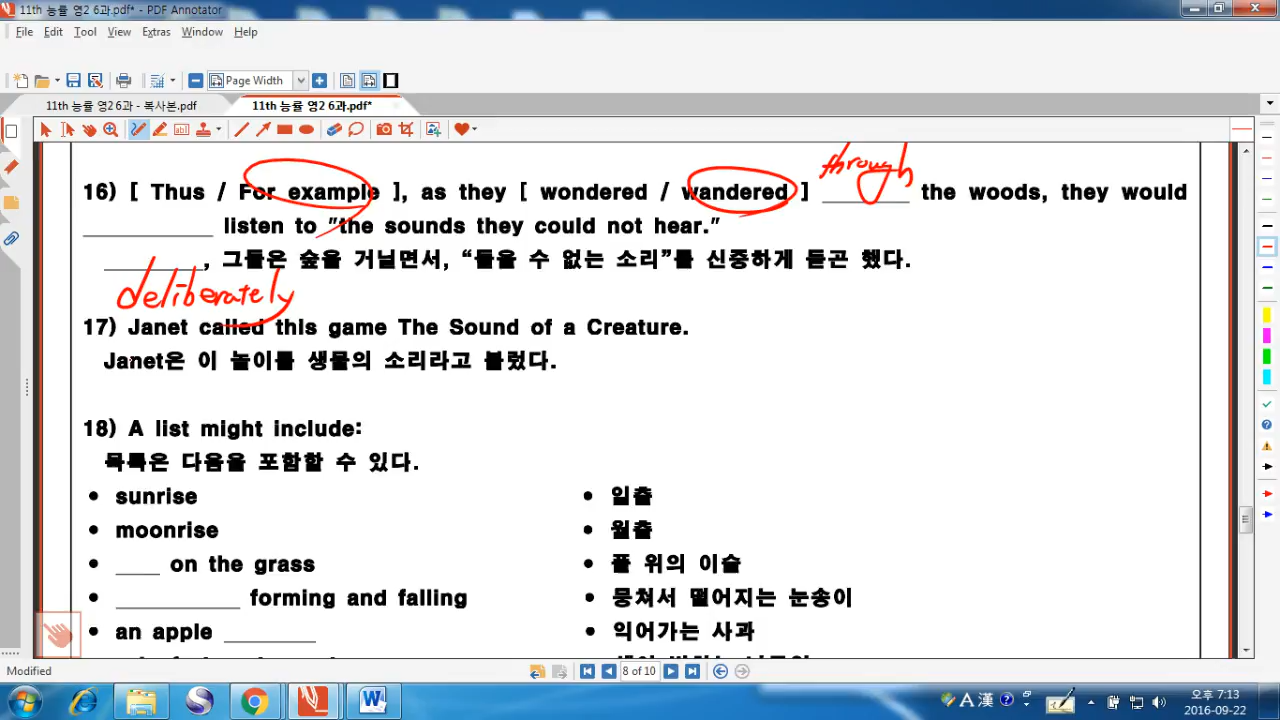 11th 능률 영2 6과.pdf* - PDF Annotator
File Edit Tool View Extras Window Help
Page Width
11th 능률 영2 6과 - 복사본.pdf 11th 능률 영2 6과.pdf*
through
16) [ Thus / For example ], as they [ wondered / wandered ] ________ the woods, they would
____________ listen to "the sounds they could not hear."
_________, 그들은 숲을 거닐면서, “들을 수 없는 소리”를 신중하게 듣곤 했다.
deliberately
17) Janet called this game The Sound of a Creature.
Janet은 이 놀이를 생물의 소리라고 불렀다.
18) A list might include:
목록은 다음을 포함할 수 있다.
• sunrise • 일출
• moonrise • 월출
• ____ on the grass • 풀 위의 이슬
• ___________ forming and falling • 뭉쳐서 떨어지는 눈송이
• an apple ________ • 익어가는 사과
Modified 8 of 10
A 漢 오후 7:13
2016-09-22